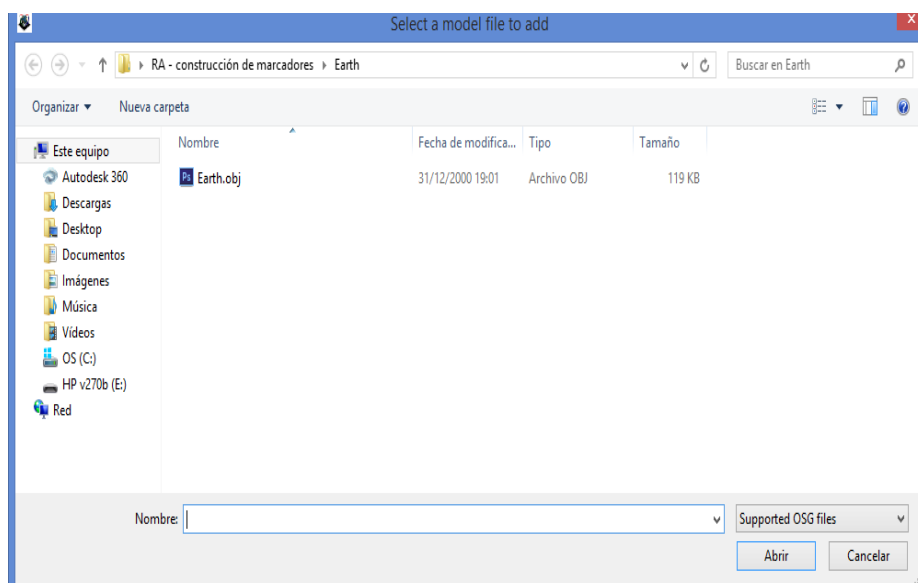 Select a model file to add
RA - construcción de marcadores Earth
Buscar en Earth
Organizar Nueva carpeta
Nombre Fecha de modifica... Tipo Tamaño
Ps Earth.obj 31/12/2000 19:01 Archivo OBJ 119 KB
Este equipo
Autodesk 360
Descargas
Desktop
Documentos
Imágenes
Música
Vídeos
OS (C:)
HP v270b (E:)
Red
Nombre:
Supported OSG files
Abrir Cancelar